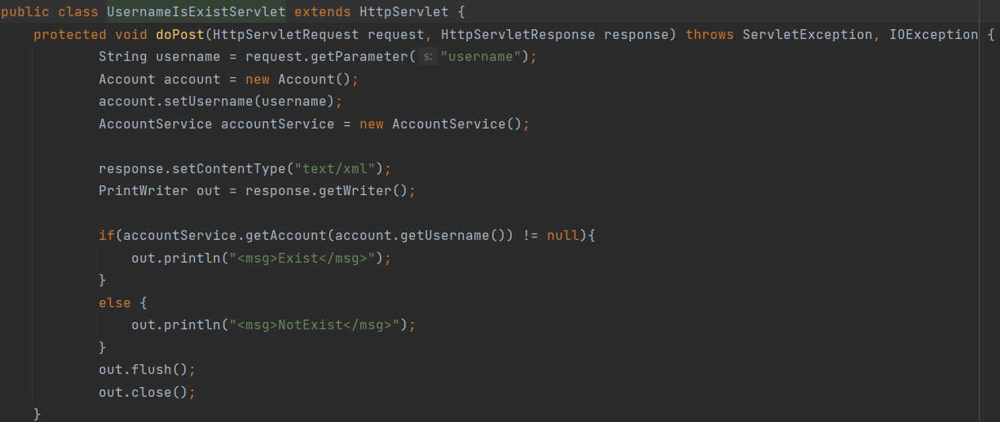 public class UsernameIsExistServlet extends HttpServlet {
    protected void doPost(HttpServletRequest request, HttpServletResponse response) throws ServletException, IOException {
            String username = request.getParameter( s: "username");
            Account account = new Account();
            account.setUsername(username);
            AccountService accountService = new AccountService();

            response.setContentType("text/xml");
            PrintWriter out = response.getWriter();

            if(accountService.getAccount(account.getUsername()) != null){
                out.println("<msg>Exist</msg>");
            }
            else {
                out.println("<msg>NotExist</msg>");
            }
            out.flush();
            out.close();
    }